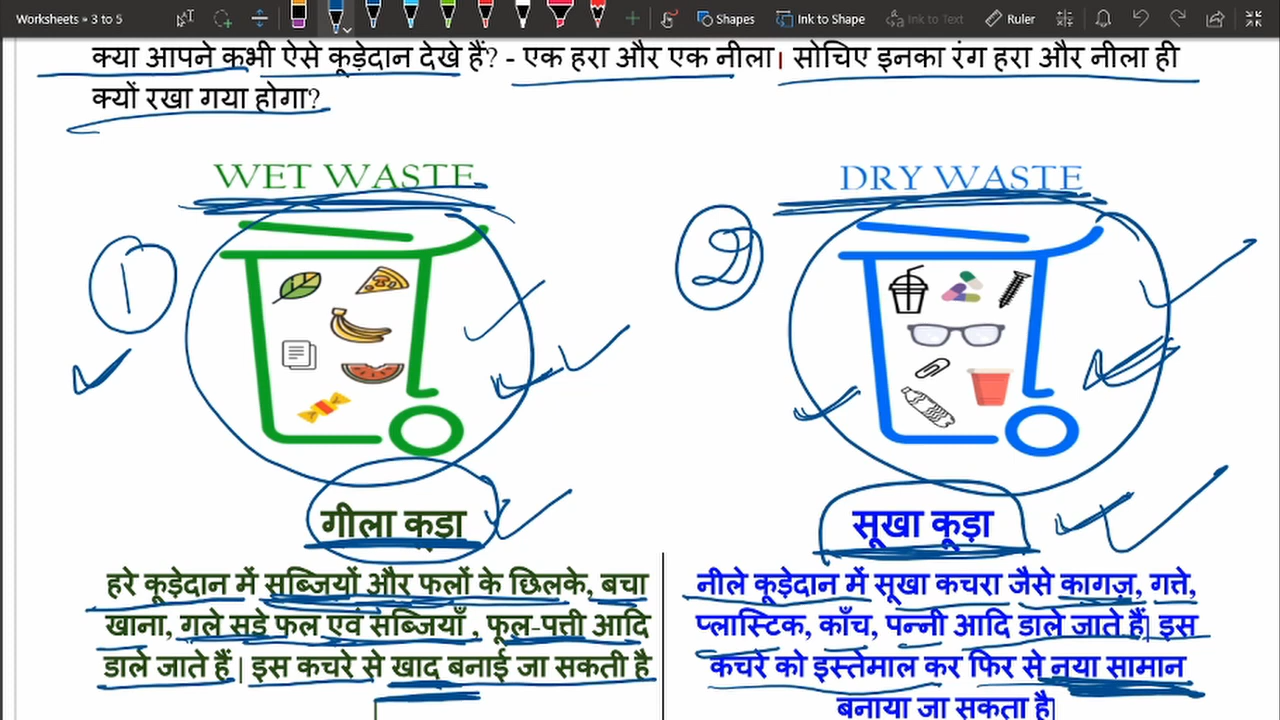 Worksheets » 3 to 5
Shapes
Ink to Shape
Ink to Text
Ruler
क्या आपने कभी ऐसे कूड़ेदान देखे हैं? - एक हरा और एक नीला। सोचिए इनका रंग हरा और नीला ही
क्यों रखा गया होगा?
WET WASTE
DRY WASTE
1
2
गीला कूड़ा
सूखा कूड़ा
हरे कूड़ेदान में सब्जियों और फलों के छिलके, बचा
खाना, गले सड़े फल एवं सब्जियाँ , फूल-पत्ती आदि
डाले जाते हैं | इस कचरे से खाद बनाई जा सकती है
नीले कूड़ेदान में सूखा कचरा जैसे कागज़, गत्ते,
प्लास्टिक, काँच, पन्नी आदि डाले जाते हैं| इस
कचरे को इस्तेमाल कर फिर से नया सामान
बनाया जा सकता है|